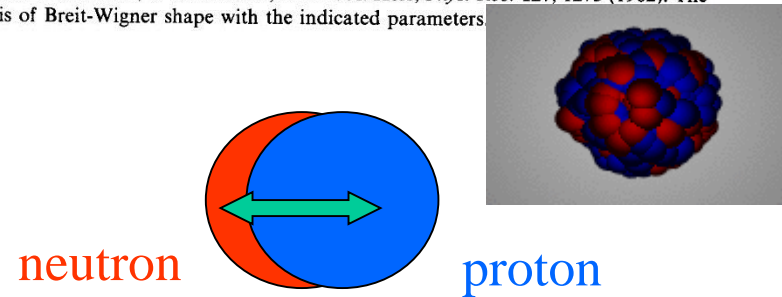 is of Breit-Wigner shape with the indicated parameters.
neutron
proton